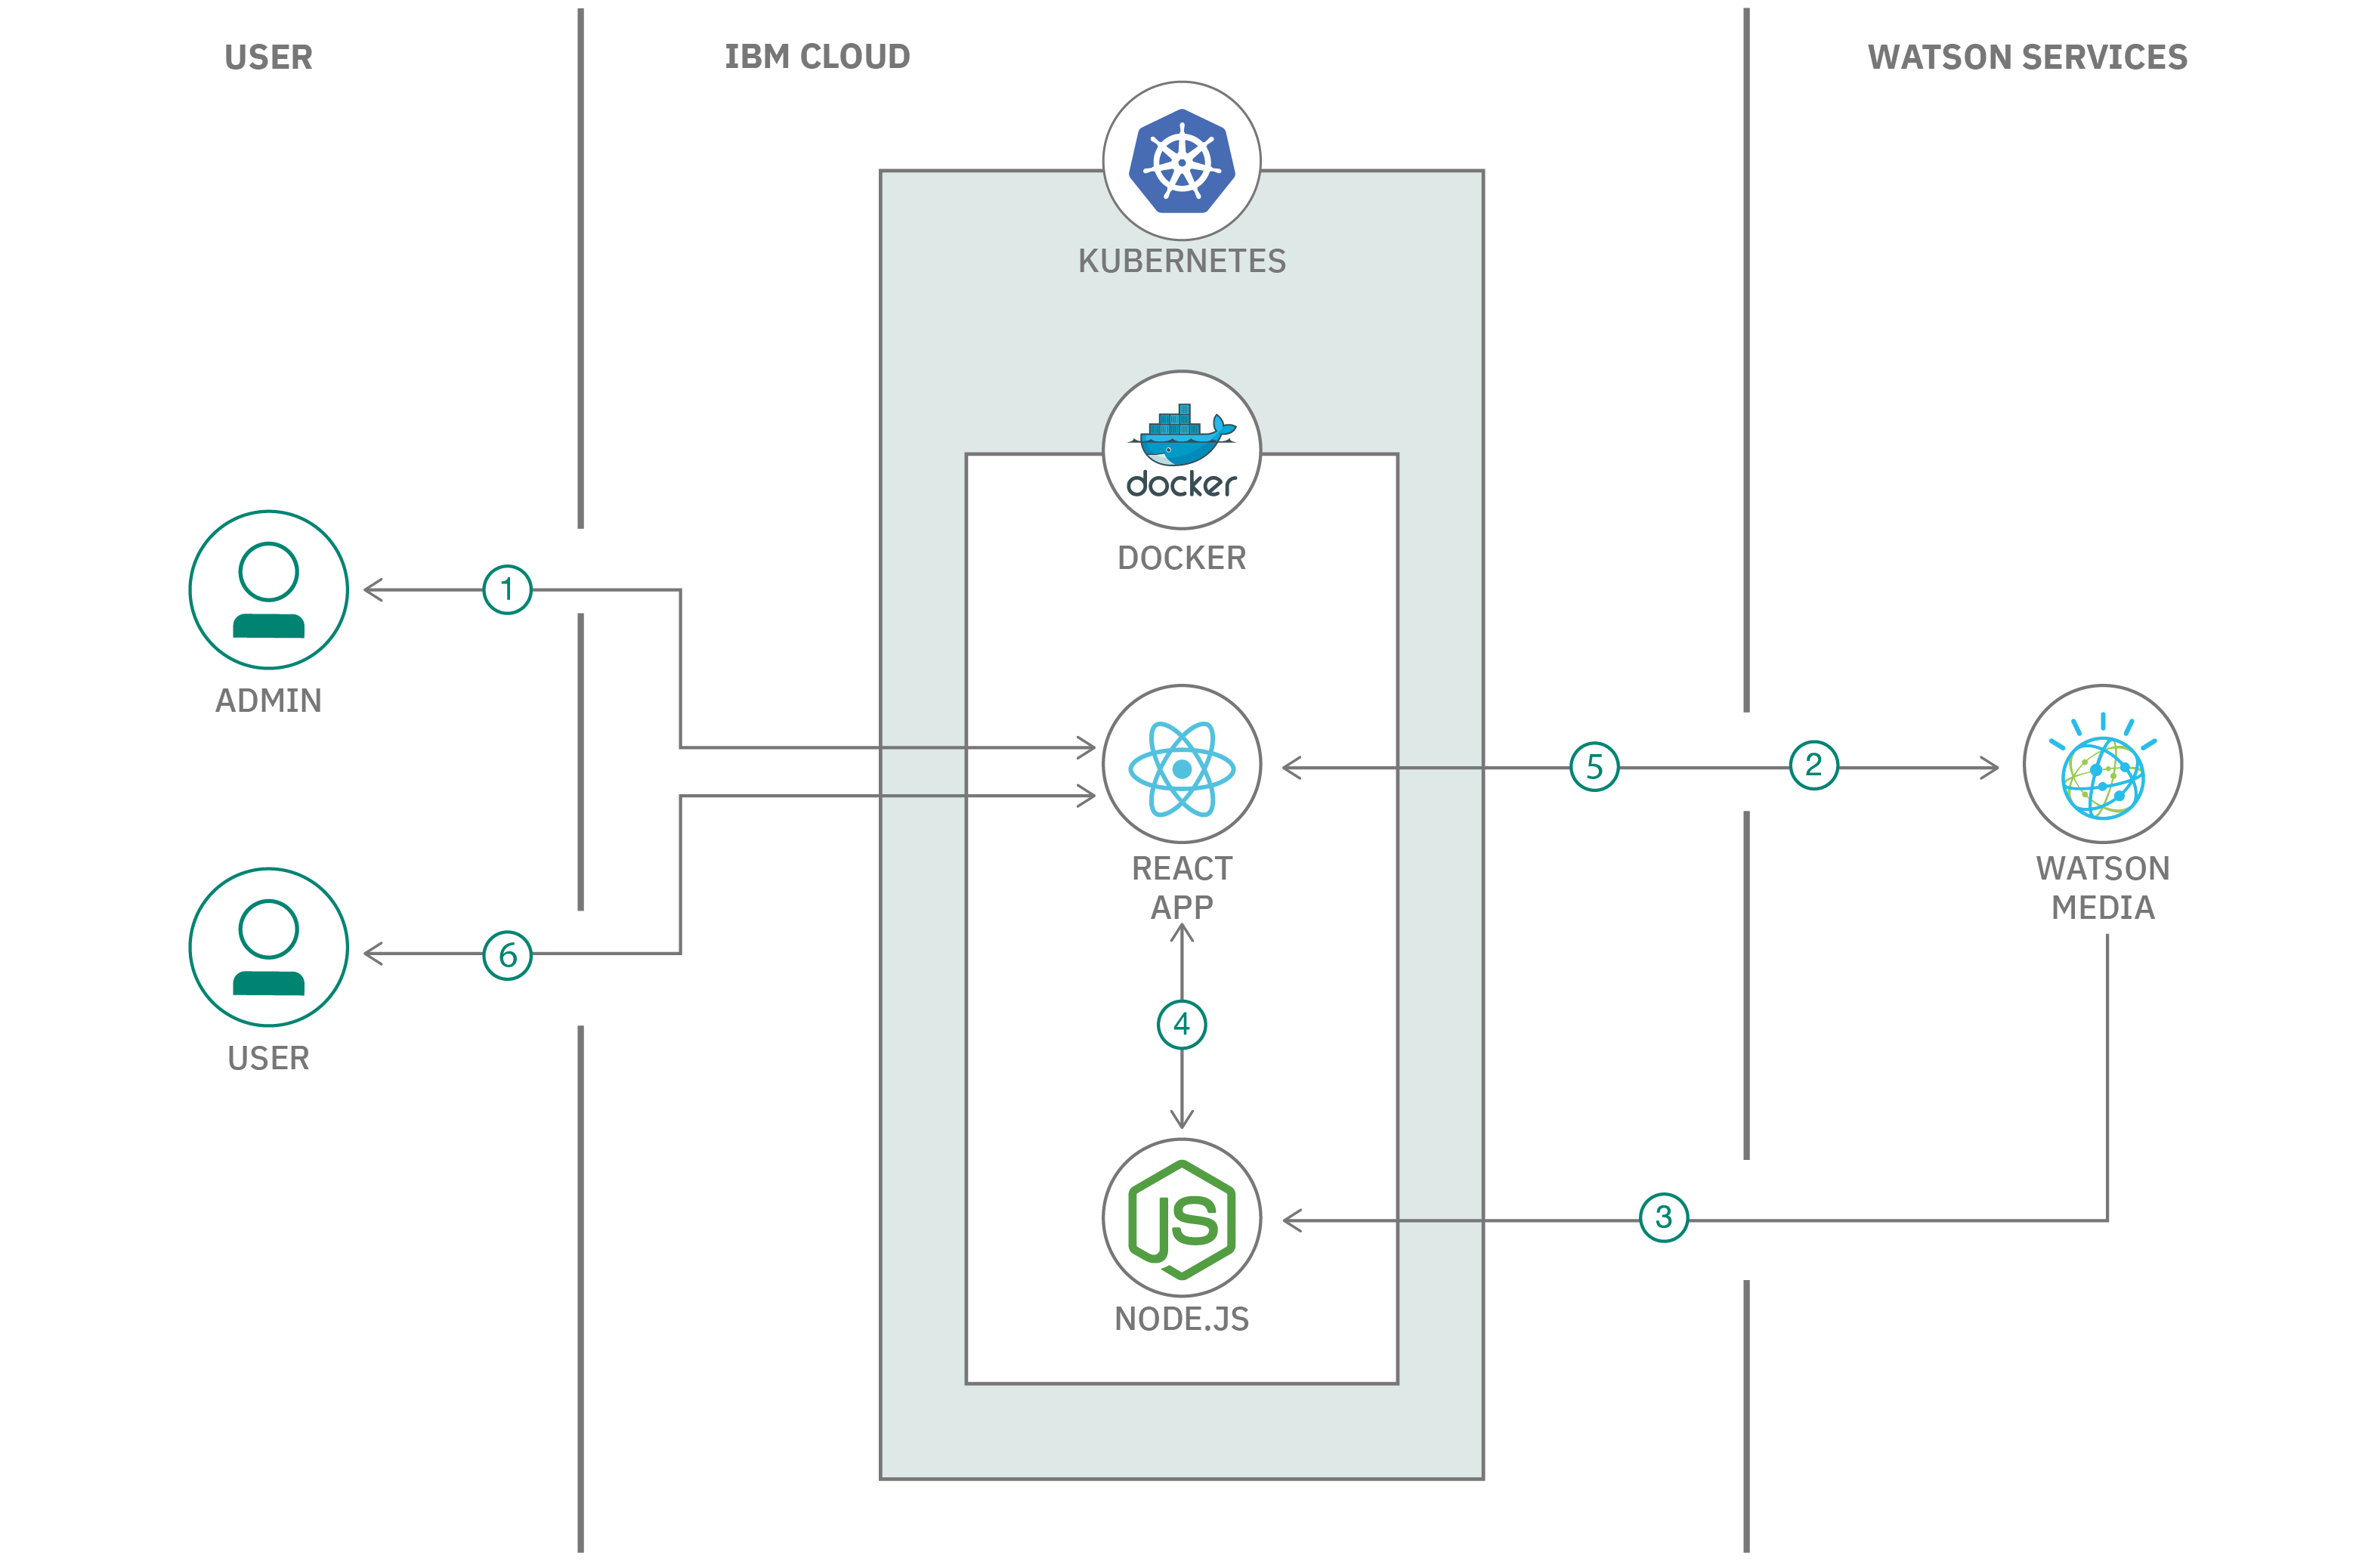 USER
IBM CLOUD
WATSON SERVICES
KUBERNETES
docker
DOCKER
ADMIN
1
REACT
APP
5
2
WATSON
MEDIA
USER
6
4
JS
NODE.JS
3